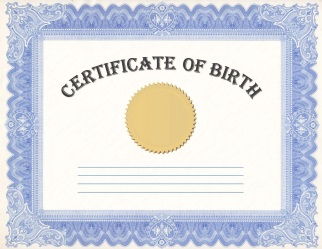 CERTIFICATE OF BIRTH